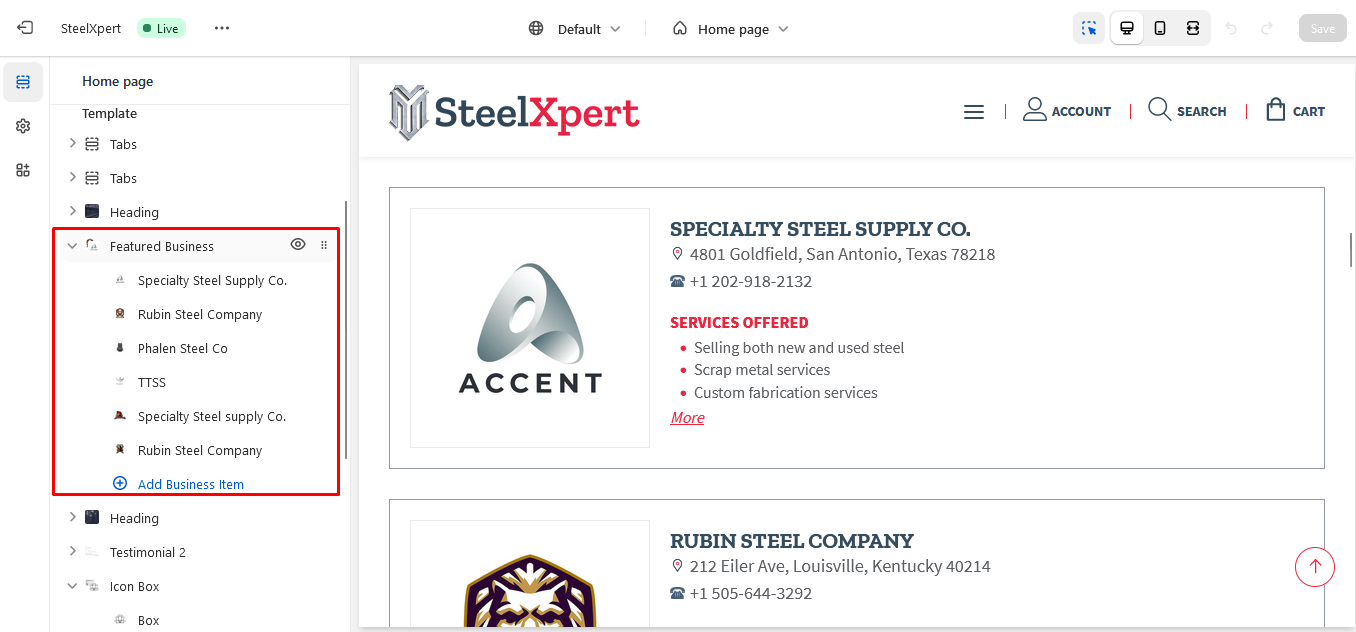 SteelXpert
Live
Default
Home page
Save
Home page
Template
Tabs
Tabs
Heading
Featured Business
Specialty Steel Supply Co.
Rubin Steel Company
Phalen Steel Co
TTSS
Specialty Steel supply Co.
Rubin Steel Company
Add Business Item
Heading
Testimonial 2
Icon Box
Box
SteelXpert
ACCOUNT
SEARCH
CART
ACCENT
SPECIALTY STEEL SUPPLY CO.
4801 Goldfield, San Antonio, Texas 78218
+1 202-918-2132
SERVICES OFFERED
Selling both new and used steel
Scrap metal services
Custom fabrication services
More
RUBIN STEEL COMPANY
212 Eiler Ave, Louisville, Kentucky 40214
+1 505-644-3292